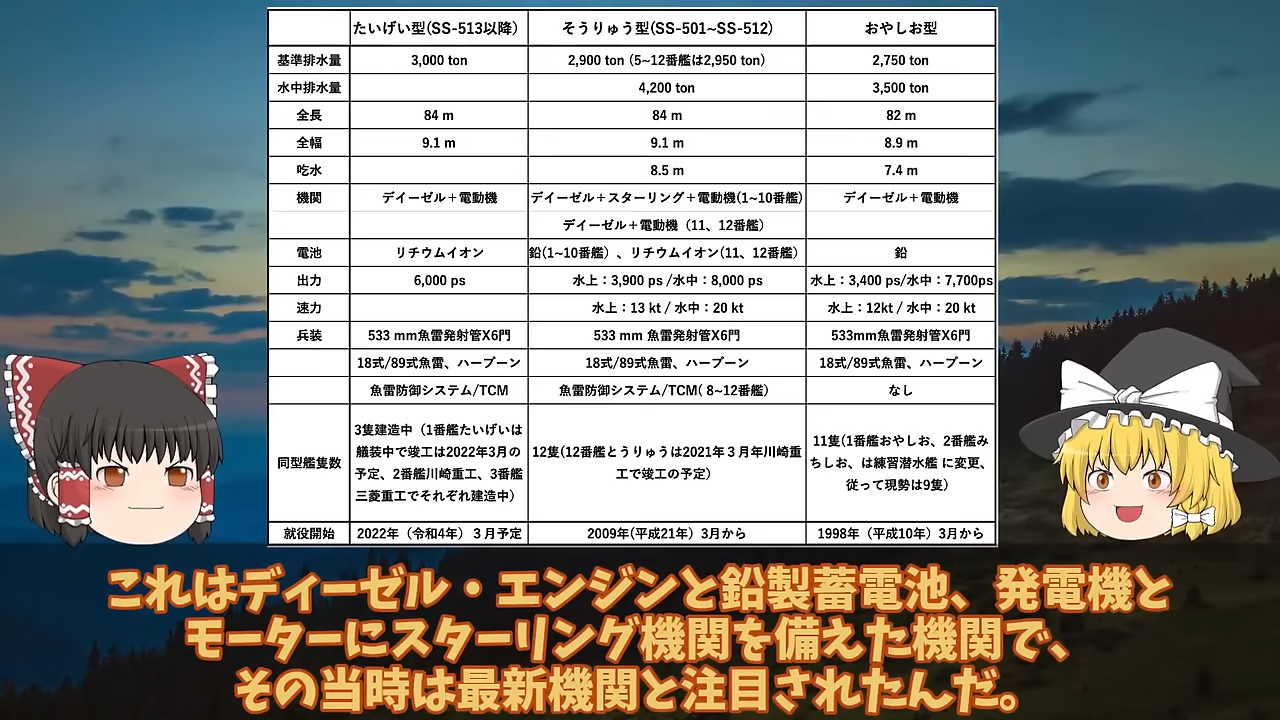 たいげい型(SS-513以降) そうりゅう型(SS-501~SS-512) おやしお型
基準排水量 3,000 ton 2,900 ton (5~12番艦は2,950 ton) 2,750 ton
水中排水量 4,200 ton 3,500 ton
全長 84 m 84 m 82 m
全幅 9.1 m 9.1 m 8.9 m
吃水 8.5 m 7.4 m
機関 デイーゼル＋電動機 デイーゼル＋スターリング＋電動機(1~10番艦) デイーゼル＋電動機
デイーゼル＋電動機（11、12番艦）
電池 リチウムイオン 鉛(1~10番艦）、リチウムイオン(11、12番艦) 鉛
出力 6,000 ps 水上：3,900 ps /水中：8,000 ps 水上：3,400 ps/水中：7,700ps
速力 水上：13 kt / 水中：20 kt 水上：12kt / 水中：20 kt
兵装 533 mm魚雷発射管X6門 533 mm 魚雷発射管X6門 533mm魚雷発射管X6門
18式/89式魚雷、ハープーン 18式/89式魚雷、ハープーン 18式/89式魚雷、ハープーン
魚雷防御システム/TCM 魚雷防御システム/TCM( 8~12番艦） なし
同型艦隻数 3隻建造中（1番艦たいげいは
艤装中で竣工は2022年3月の
予定、2番艦川崎重工、3番艦
三菱重工でそれぞれ建造中）
12隻(12番艦とうりゅうは2021年３月年川崎重
工で竣工の予定）
11隻(1番艦おやしお、2番艦み
ちしお、は練習潜水艦 に変更、
従って現勢は9隻）
就役開始 2022年（令和4年）３月予定 2009年(平成21年）3月から 1998年（平成10年）3月から
これはディーゼル・エンジンと鉛製蓄電池、発電機と
モーターにスターリング機関を備えた機関で、
その当時は最新機関と注目されたんだ。